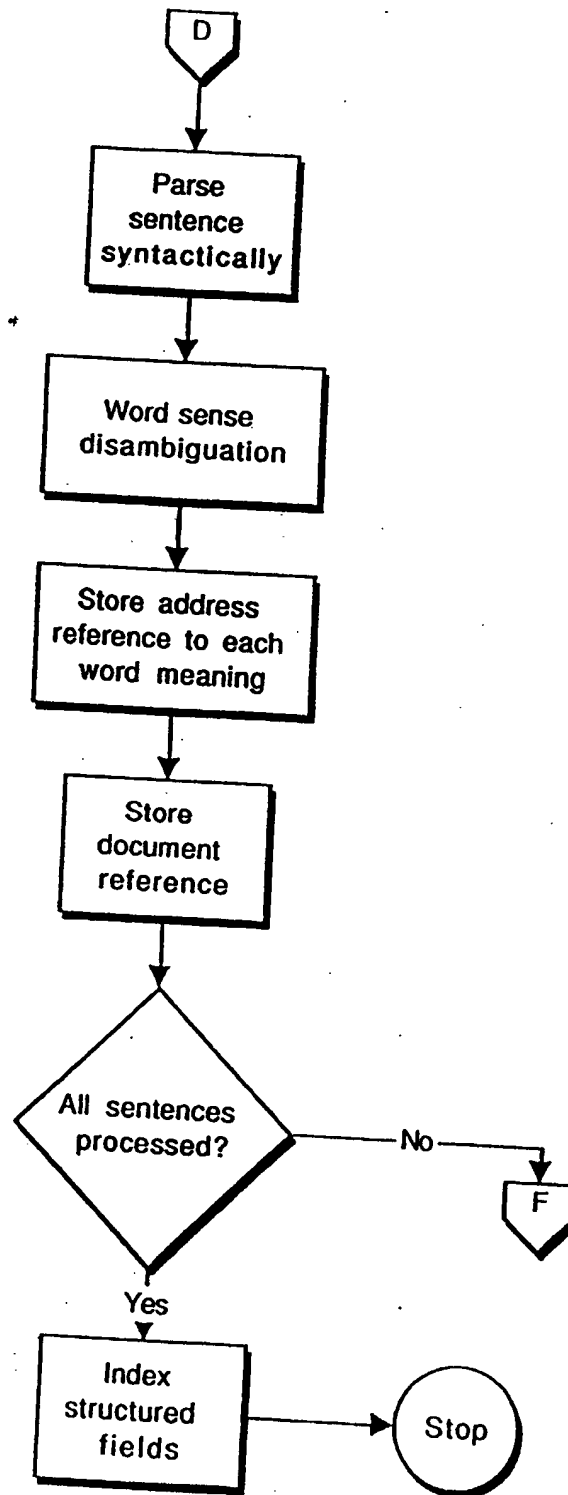 D
Parse
sentence
syntactically
Word sense
disambiguation
Store address
reference to each
word meaning
Store
document
reference
All sentences
processed?
No
F
Yes
Index
structured
fields
Stop